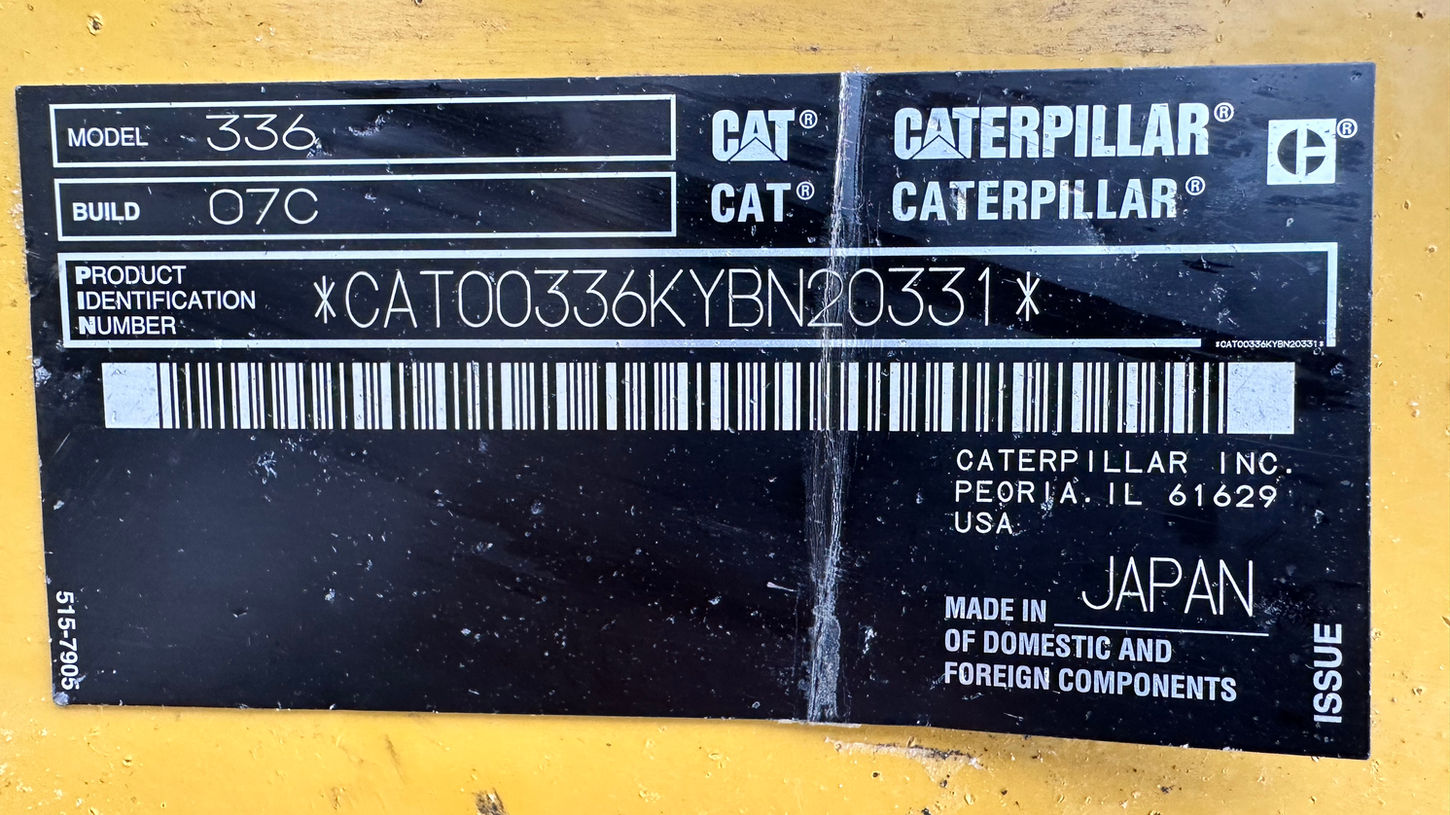 MODEL 336
BUILD 07C
CAT® CATERPILLAR® C®
CAT® CATERPILLAR®
PRODUCT
IDENTIFICATION
NUMBER
*CAT00336KYBN20331*
*CAT00336KYBN20331*
CATERPILLAR INC.
PEORIA, IL 61629
USA
MADE IN JAPAN
OF DOMESTIC AND
FOREIGN COMPONENTS
515-7905
ISSUE